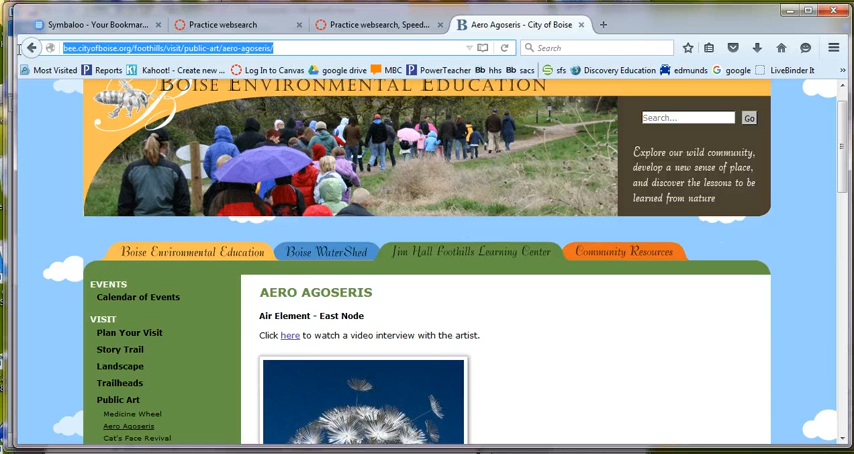 Symbaloo - Your Bookmar...
Practice websearch
Practice websearch, Speed...
Aero Agoseris - City of Boise
bee.cityofboise.org/foothills/visit/public-art/aero-agoseris/
Search
Most Visited
Reports
Kahoot! - Create new ...
Log In to Canvas
google drive
MBC
PowerTeacher
Bb hhs
Bb sacs
sfs
Discovery Education
edmunds
google
LiveBinder It
BOISE ENVIRONMENTAL EDUCATION
Search...
Go
Explore our wild community,
develop a new sense of place,
and discover the lessons to be
learned from nature
Boise Environmental Education
Boise WaterShed
Jim Hall Foothills Learning Center
Community Resources
EVENTS
Calendar of Events
VISIT
Plan Your Visit
Story Trail
Landscape
Trailheads
Public Art
Medicine Wheel
Aero Agoseris
Cat's Face Revival
AERO AGOSERIS
Air Element - East Node
Click here to watch a video interview with the artist.